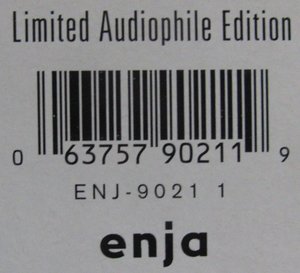 Limited Audiophile Edition
0 63757 90211 9
ENJ-9021 1
enja